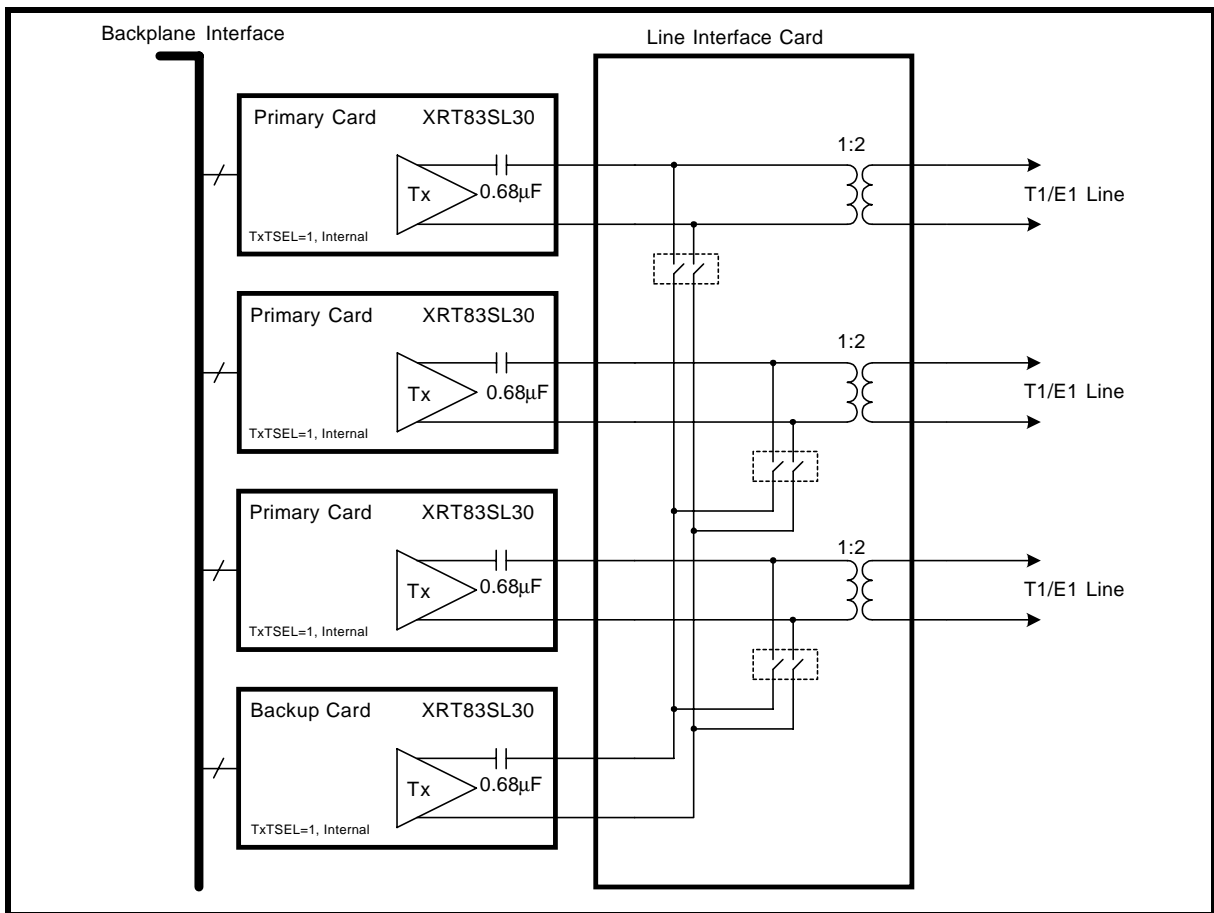 Backplane Interface
Line Interface Card
Primary Card XRT83SL30
Tx
0.68µF
TxTSEL=1, Internal
1:2
T1/E1 Line
Primary Card XRT83SL30
Tx
0.68µF
TxTSEL=1, Internal
1:2
T1/E1 Line
Primary Card XRT83SL30
Tx
0.68µF
TxTSEL=1, Internal
1:2
T1/E1 Line
Backup Card XRT83SL30
Tx
0.68µF
TxTSEL=1, Internal